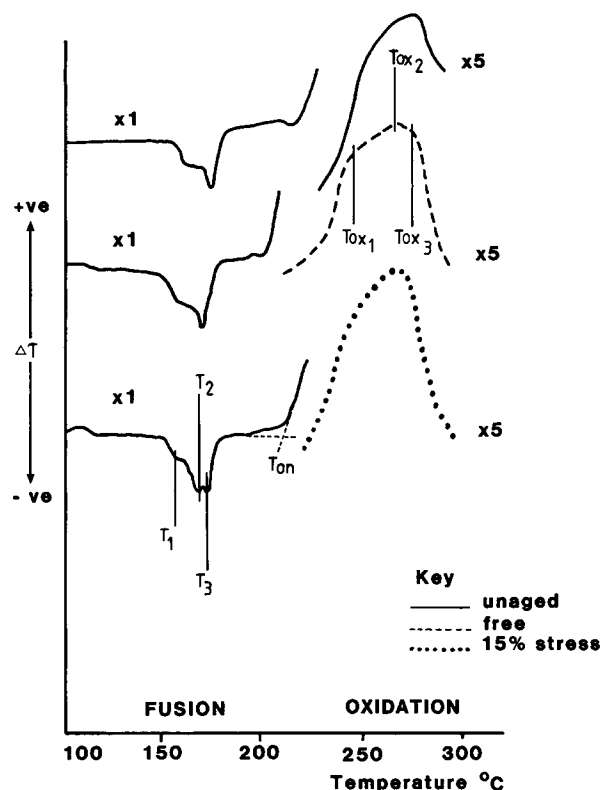 x5
Tox2
x1
+ve
Tox1
Tox3
x1
x5
ΔT
T2
x1
x5
Ton
- ve
T1
T3
Key
unaged
free
15% stress
FUSION
OXIDATION
100 150 200 250 300
Temperature °C